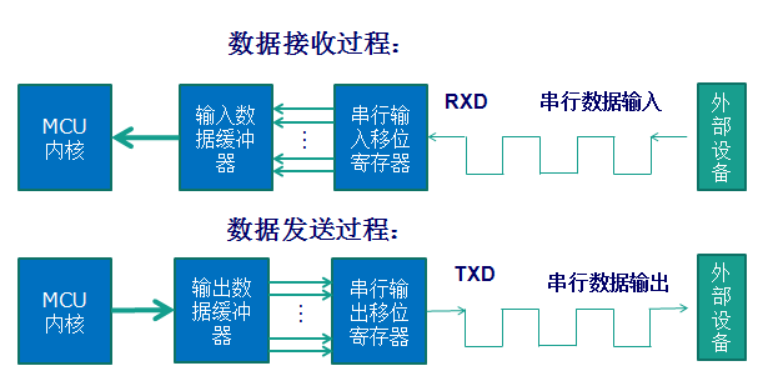 数据接收过程：
MCU
内核
输入数
据缓冲
器
串行输
入移位
寄存器
RXD
串行数据输入
外
部
设
备
数据发送过程：
MCU
内核
输出数
据缓冲
器
串行输
出移位
寄存器
TXD
串行数据输出
外
部
设
备